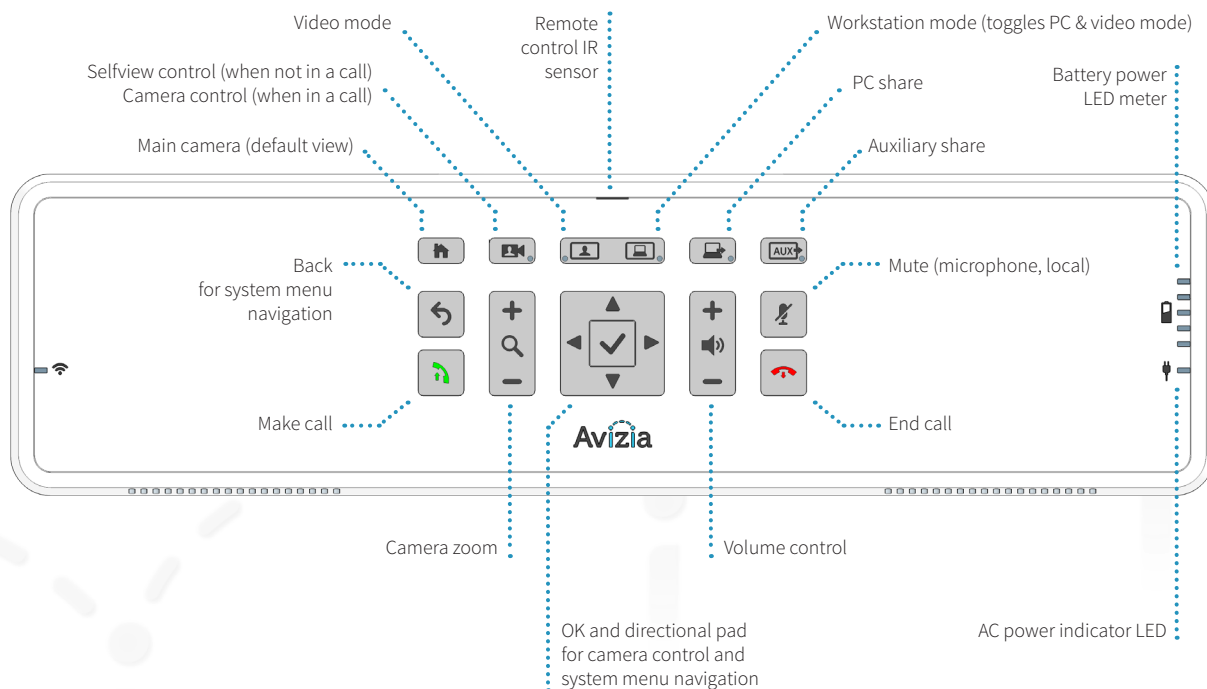 Video mode
Remote
control IR
sensor
Workstation mode (toggles PC & video mode)
Selfview control (when not in a call)
Camera control (when in a call)
PC share
Battery power
LED meter
Main camera (default view)
Auxiliary share
AUX
Back
for system menu
navigation
Mute (microphone, local)
Make call
End call
Avizia
Camera zoom
Volume control
OK and directional pad
for camera control and
system menu navigation
AC power indicator LED